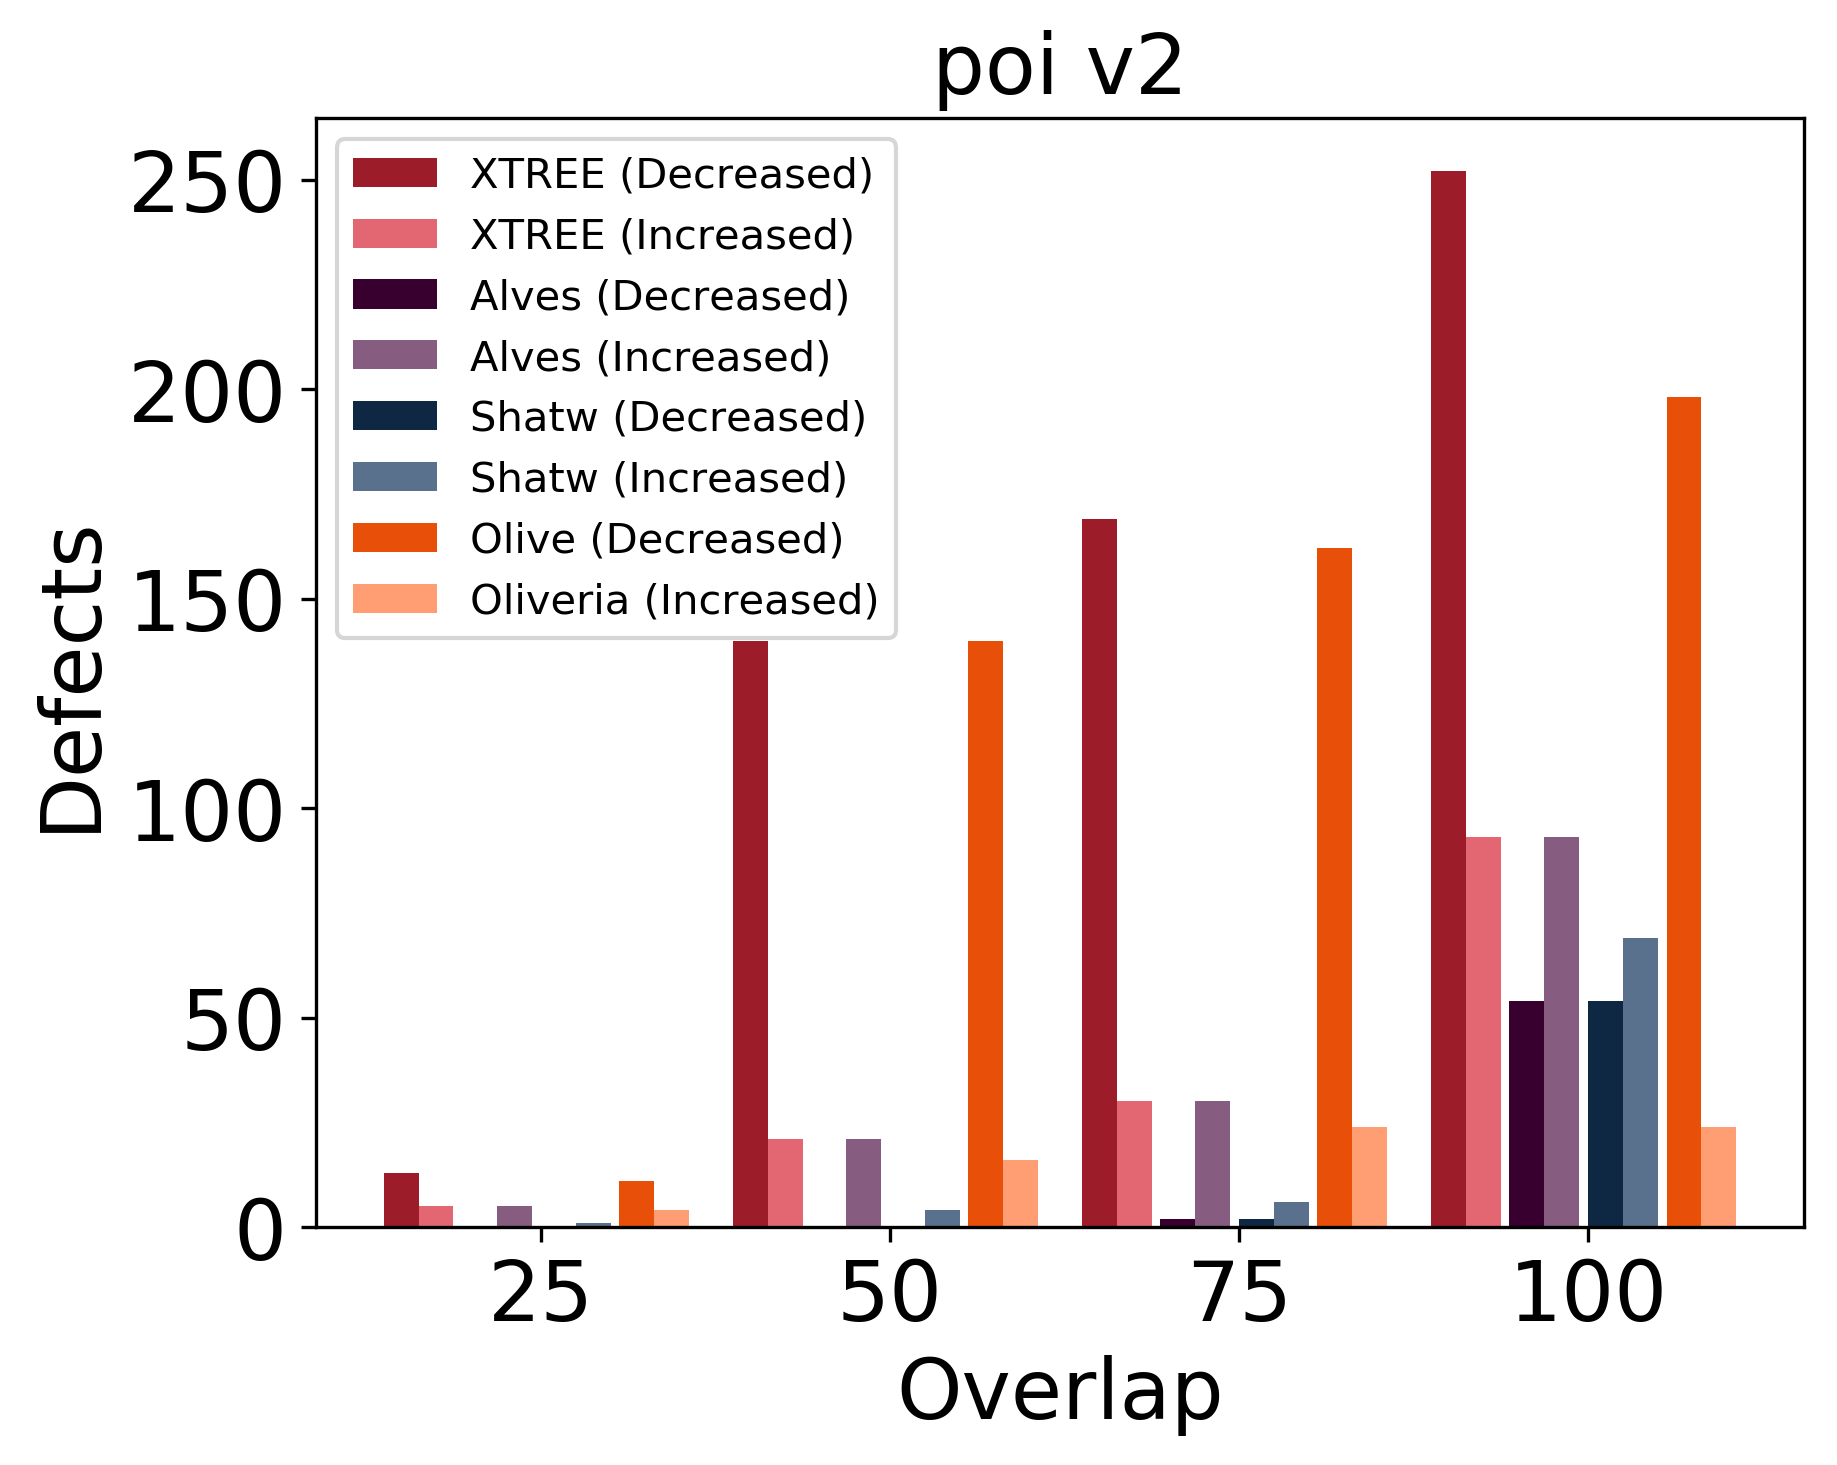 poi v2
XTREE (Decreased)
XTREE (Increased)
Alves (Decreased)
Alves (Increased)
Shatw (Decreased)
Shatw (Increased)
Olive (Decreased)
Oliveria (Increased)
Defects
250
200
150
100
50
0
25 50 75 100
Overlap